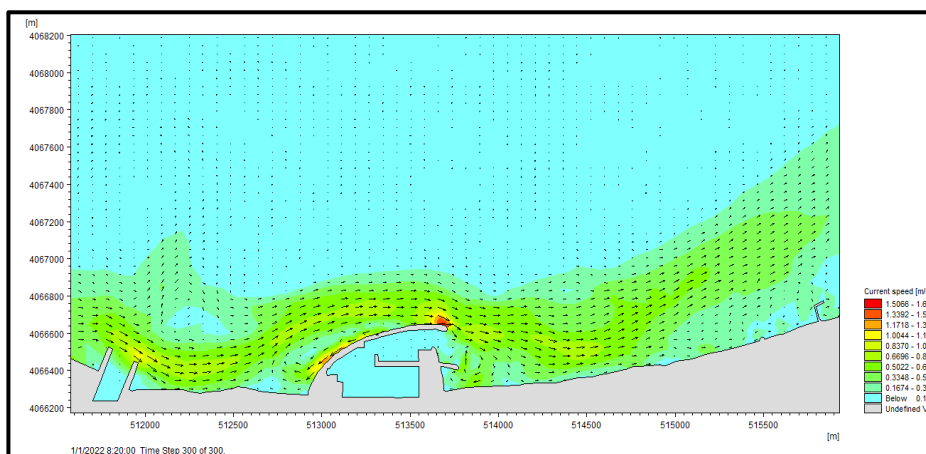 [m]
4068200
4068000
4067800
4067600
4067400
4067200
4067000
4066800
4066600
4066400
4066200
512000 512500 513000 513500 514000 514500 515000 515500
[m]
Current speed [m/
1.5066 - 1.6
1.3392 - 1.5
1.1718 - 1.3
1.0044 - 1.1
0.8370 - 1.0
0.6696 - 0.8
0.5022 - 0.6
0.3348 - 0.5
0.1674 - 0.3
Below 0.1
Undefined V
1/1/2022 8:20:00 Time Step 300 of 300.